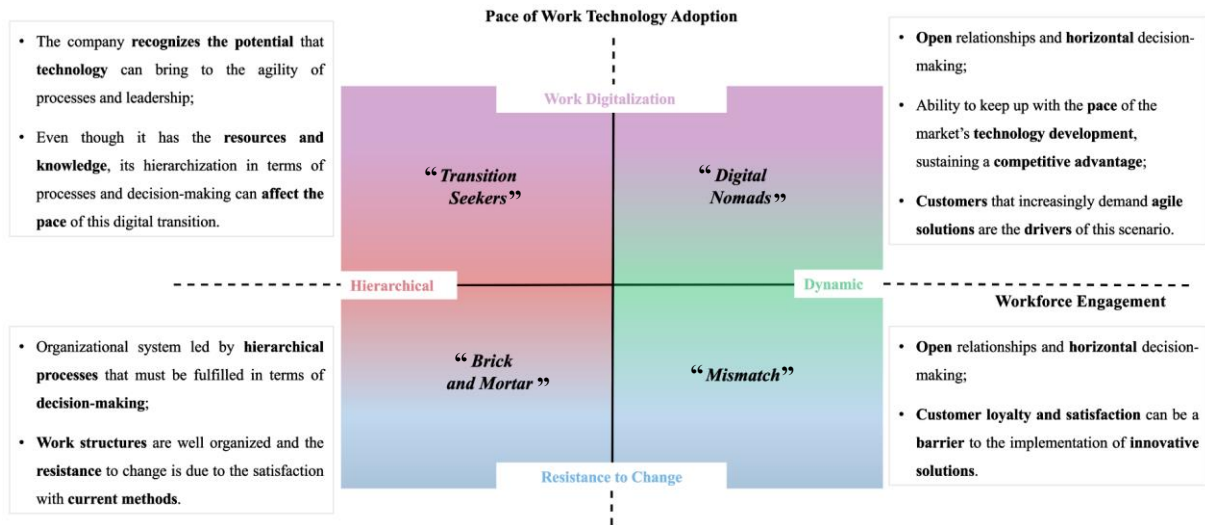 Pace of Work Technology Adoption
• The company recognizes the potential that
technology can bring to the agility of
processes and leadership;
• Even though it has the resources and
knowledge, its hierarchization in terms of
processes and decision-making can affect the
pace of this digital transition.
• Open relationships and horizontal decision-
making;
• Ability to keep up with the pace of the
market’s technology development,
sustaining a competitive advantage;
• Customers that increasingly demand agile
solutions are the drivers of this scenario.
Work Digitalization
“Transition
Seekers”
“Digital
Nomads”
Hierarchical
Dynamic
Workforce Engagement
• Organizational system led by hierarchical
processes that must be fulfilled in terms of
decision-making;
• Work structures are well organized and the
resistance to change is due to the satisfaction
with current methods.
“Brick
and Mortar”
“Mismatch”
• Open relationships and horizontal decision-
making;
• Customer loyalty and satisfaction can be a
barrier to the implementation of innovative
solutions.
Resistance to Change